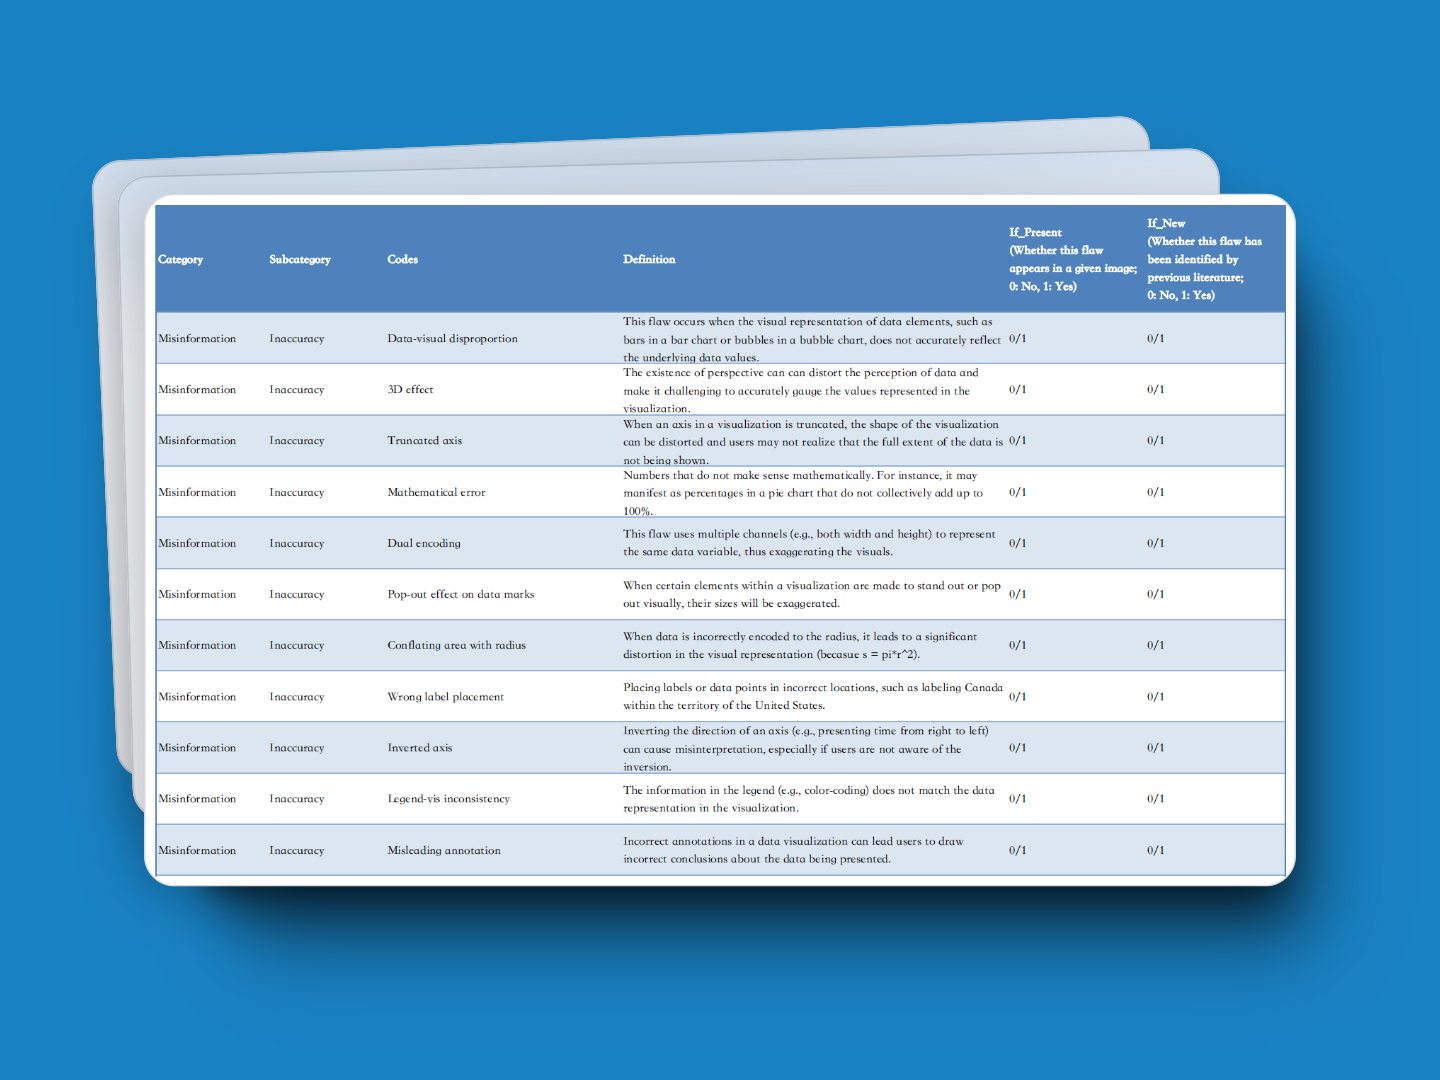 Category Subcategory Codes Definition If_Present (Whether this flaw appears in a given image; 0: No, 1: Yes) If_New (Whether this flaw has been identified by previous literature; 0: No, 1: Yes)
Misinformation Inaccuracy Data-visual disproportion This flaw occurs when the visual representation of data elements, such as bars in a bar chart or bubbles in a bubble chart, does not accurately reflect the underlying data values. 0/1 0/1
Misinformation Inaccuracy 3D effect The existence of perspective can can distort the perception of data and make it challenging to accurately gauge the values represented in the visualization. 0/1 0/1
Misinformation Inaccuracy Truncated axis When an axis in a visualization is truncated, the shape of the visualization can be distorted and users may not realize that the full extent of the data is not being shown. 0/1 0/1
Misinformation Inaccuracy Mathematical error Numbers that do not make sense mathematically. For instance, it may manifest as percentages in a pie chart that do not collectively add up to 100%. 0/1 0/1
Misinformation Inaccuracy Dual encoding This flaw uses multiple channels (e.g., both width and height) to represent the same data variable, thus exaggerating the visuals. 0/1 0/1
Misinformation Inaccuracy Pop-out effect on data marks When certain elements within a visualization are made to stand out or pop out visually, their sizes will be exaggerated. 0/1 0/1
Misinformation Inaccuracy Conflating area with radius When data is incorrectly encoded to the radius, it leads to a significant distortion in the visual representation (becasue s = pi*r^2). 0/1 0/1
Misinformation Inaccuracy Wrong label placement Placing labels or data points in incorrect locations, such as labeling Canada within the territory of the United States. 0/1 0/1
Misinformation Inaccuracy Inverted axis Inverting the direction of an axis (e.g., presenting time from right to left) can cause misinterpretation, especially if users are not aware of the inversion. 0/1 0/1
Misinformation Inaccuracy Legend-vis inconsistency The information in the legend (e.g., color-coding) does not match the data representation in the visualization. 0/1 0/1
Misinformation Inaccuracy Misleading annotation Incorrect annotations in a data visualization can lead users to draw incorrect conclusions about the data being presented. 0/1 0/1